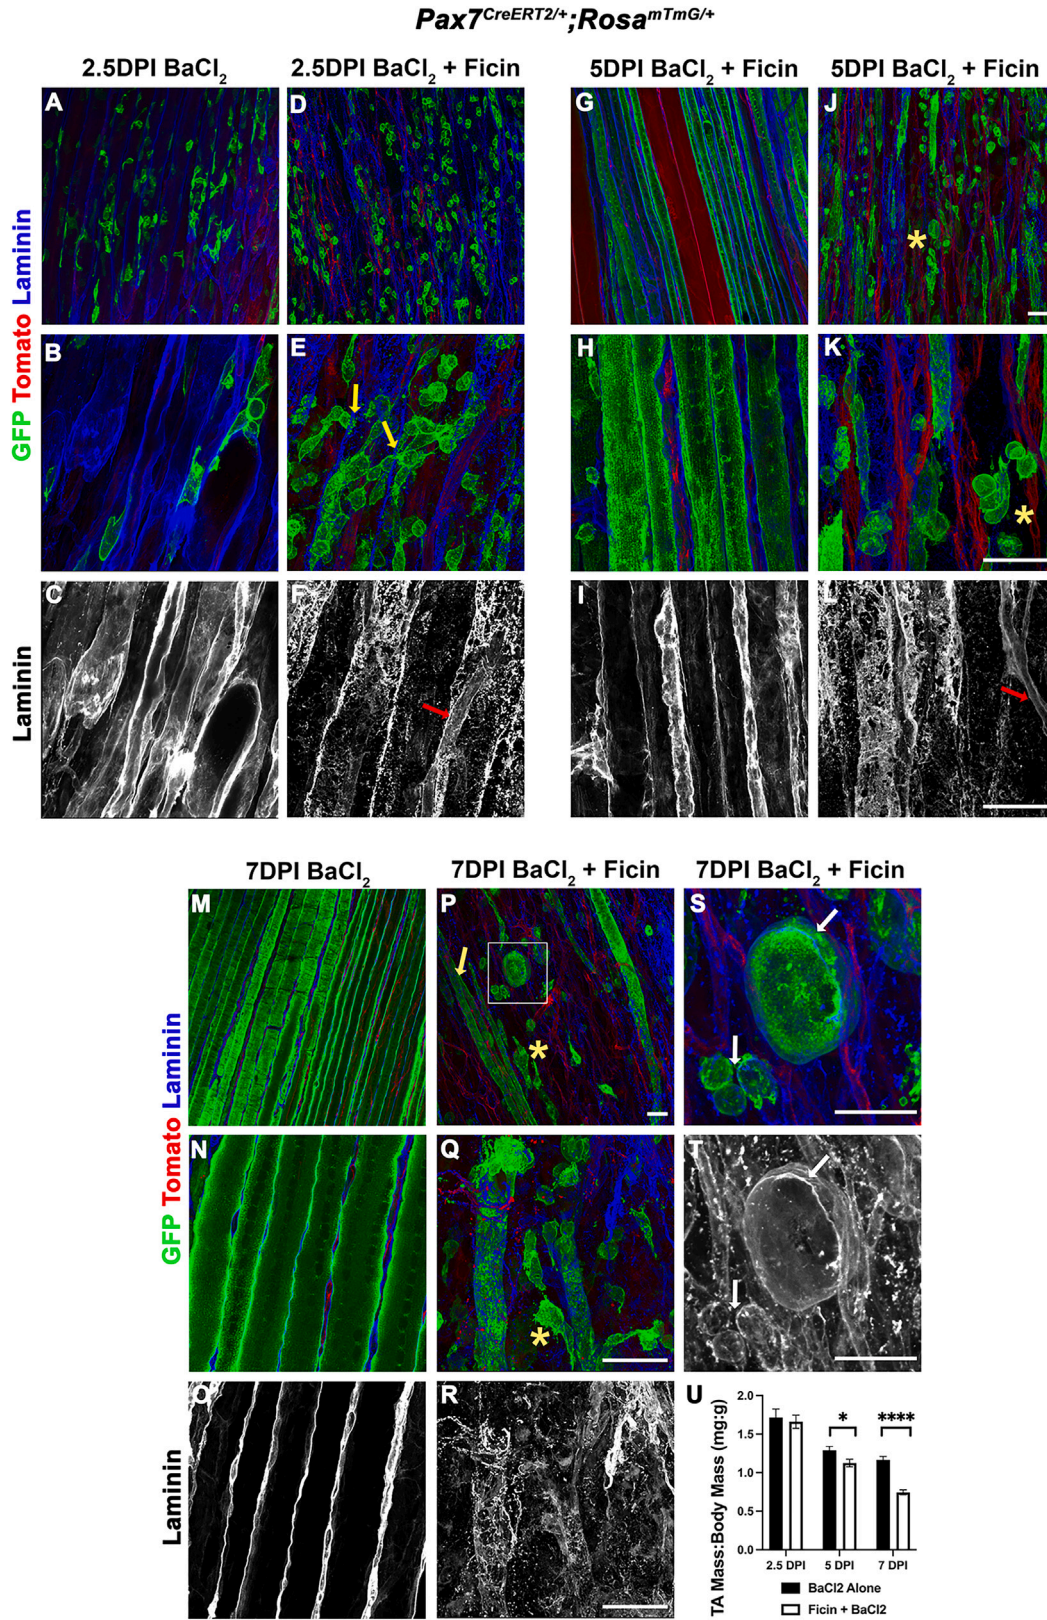 Pax7CreERT2/+;RosamTmG/+
2.5DPI BaCl2
2.5DPI BaCl2 + Ficin
5DPI BaCl2 + Ficin
5DPI BaCl2 + Ficin
GFP Tomato Laminin
A
D
G
J
*
B
E
H
K
*
Laminin
C
F
I
L
7DPI BaCl2
7DPI BaCl2 + Ficin
7DPI BaCl2 + Ficin
GFP Tomato Laminin
M
P
S
*
N
Q
T
*
Laminin
O
R
U
TA Mass:Body Mass (mg:g)
2.0
1.5
1.0
0.5
0.0
*
****
2.5 DPI
5 DPI
7 DPI
BaCl2 Alone
Ficin + BaCl2